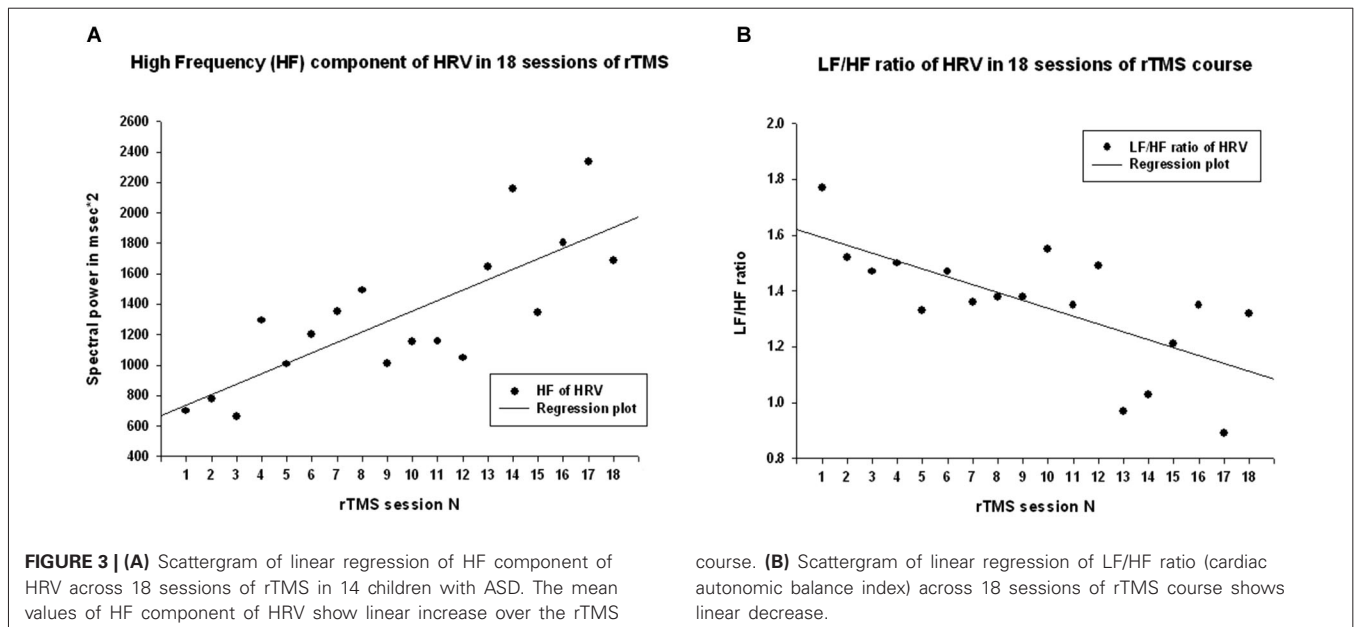 A
High Frequency (HF) component of HRV in 18 sessions of rTMS
2600
2400
2200
2000
1800
1600
1400
1200
1000
800
600
400
Spectral power in msec*2
HF of HRV
Regression plot
1 2 3 4 5 6 7 8 9 10 11 12 13 14 15 16 17 18
rTMS session N
B
LF/HF ratio of HRV in 18 sessions of rTMS course
2.0
1.8
1.6
1.4
1.2
1.0
0.8
LF/HF ratio
LF/HF ratio of HRV
Regression plot
1 2 3 4 5 6 7 8 9 10 11 12 13 14 15 16 17 18
rTMS session N
FIGURE 3 | (A) Scattergram of linear regression of HF component of
HRV across 18 sessions of rTMS in 14 children with ASD. The mean
values of HF component of HRV show linear increase over the rTMS
course. (B) Scattergram of linear regression of LF/HF ratio (cardiac
autonomic balance index) across 18 sessions of rTMS course shows
linear decrease.